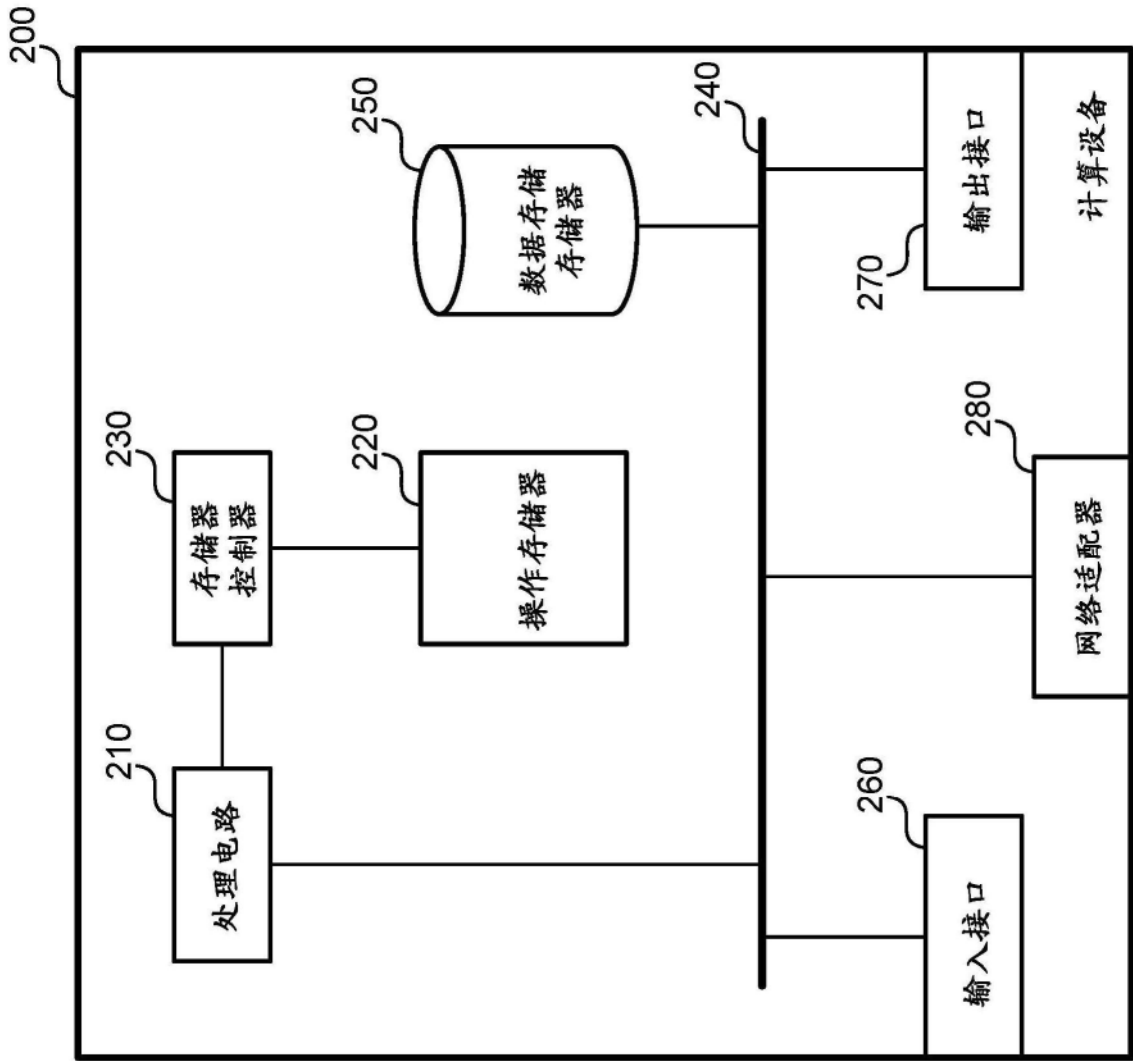 200
210
处理电路
230
存储器
控制器
220
操作存储器
250
数据存储
存储器
240
260
输入接口
280
网络适配器
270
输出接口
计算设备